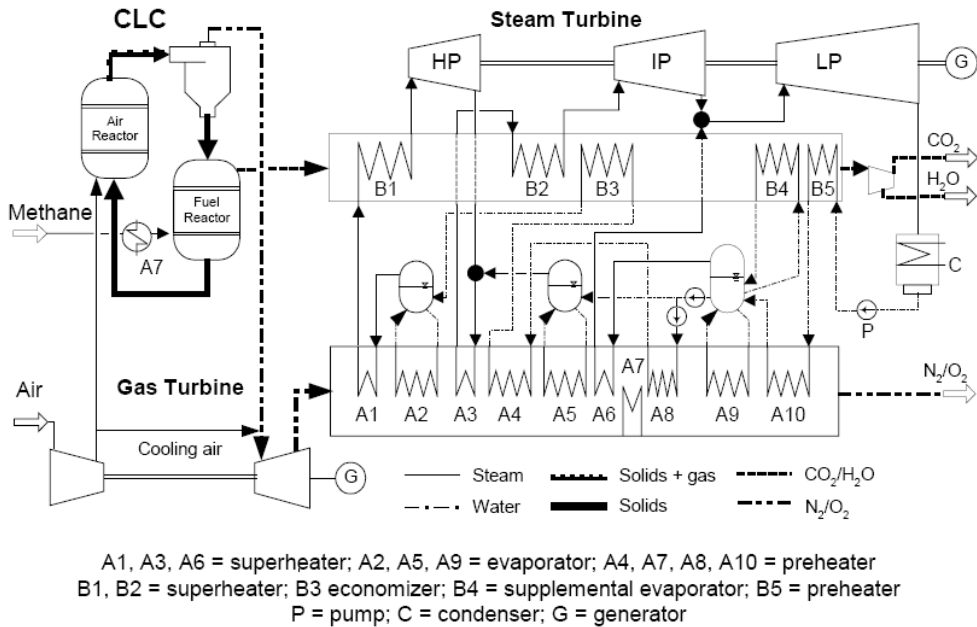 CLC
Steam Turbine
HP
IP
LP
G
Air
Reactor
Fuel
Reactor
Methane
A7
B1
B2
B3
B4
B5
CO2
H2O
C
P
A7
Gas Turbine
Air
Cooling air
G
A1
A2
A3
A4
A5
A6
A8
A9
A10
N2/O2
Steam
Solids + gas
CO2/H2O
Water
Solids
N2/O2
A1, A3, A6 = superheater; A2, A5, A9 = evaporator; A4, A7, A8, A10 = preheater
B1, B2 = superheater; B3 economizer; B4 = supplemental evaporator; B5 = preheater
P = pump; C = condenser; G = generator